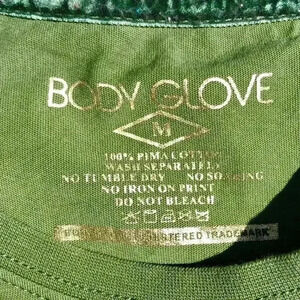 BODY GLOVE
M
100% PIMA COTTON
WASH SEPARATELY
NO TUMBLE DRY NO SOAKING
NO IRON ON PRINT
DO NOT BLEACH
REGISTERED TRADEMARK